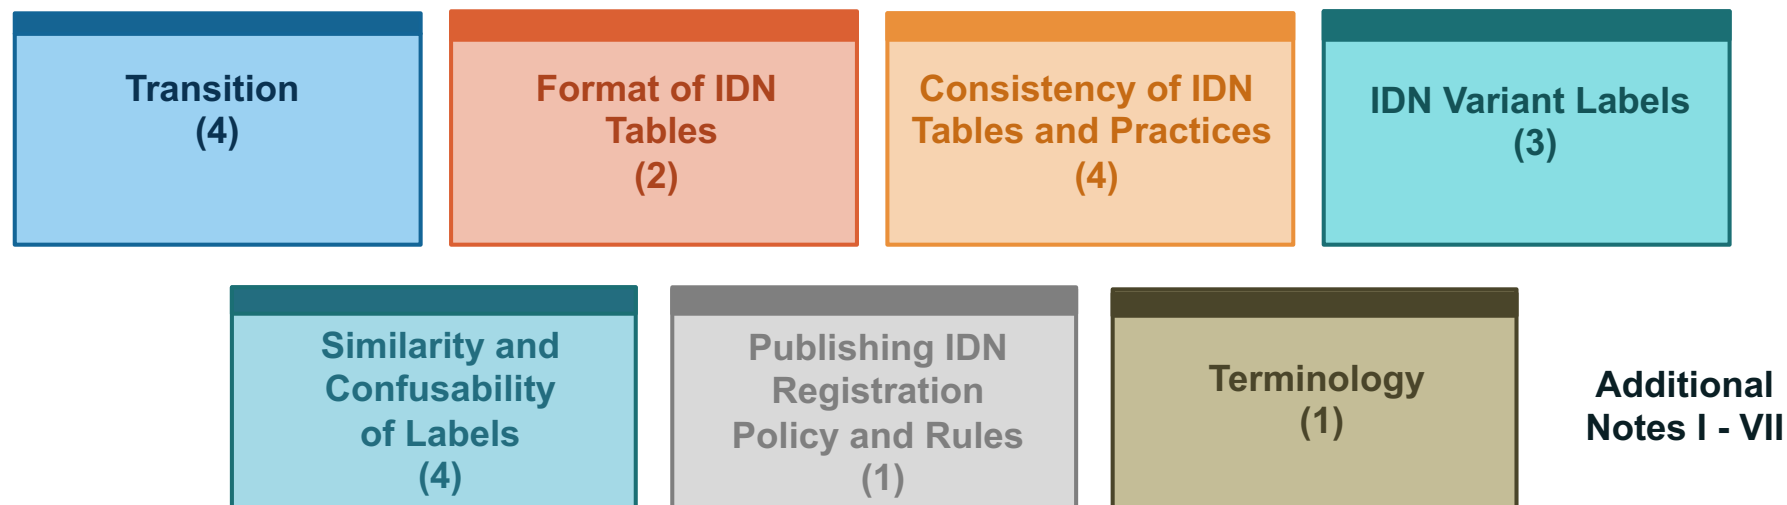 Transition
(4)
Format of IDN
Tables
(2)
Consistency of IDN
Tables and Practices
(4)
IDN Variant Labels
(3)
Similarity and
Confusability
of Labels
(4)
Publishing IDN
Registration
Policy and Rules
(1)
Terminology
(1)
Additional
Notes I - VII